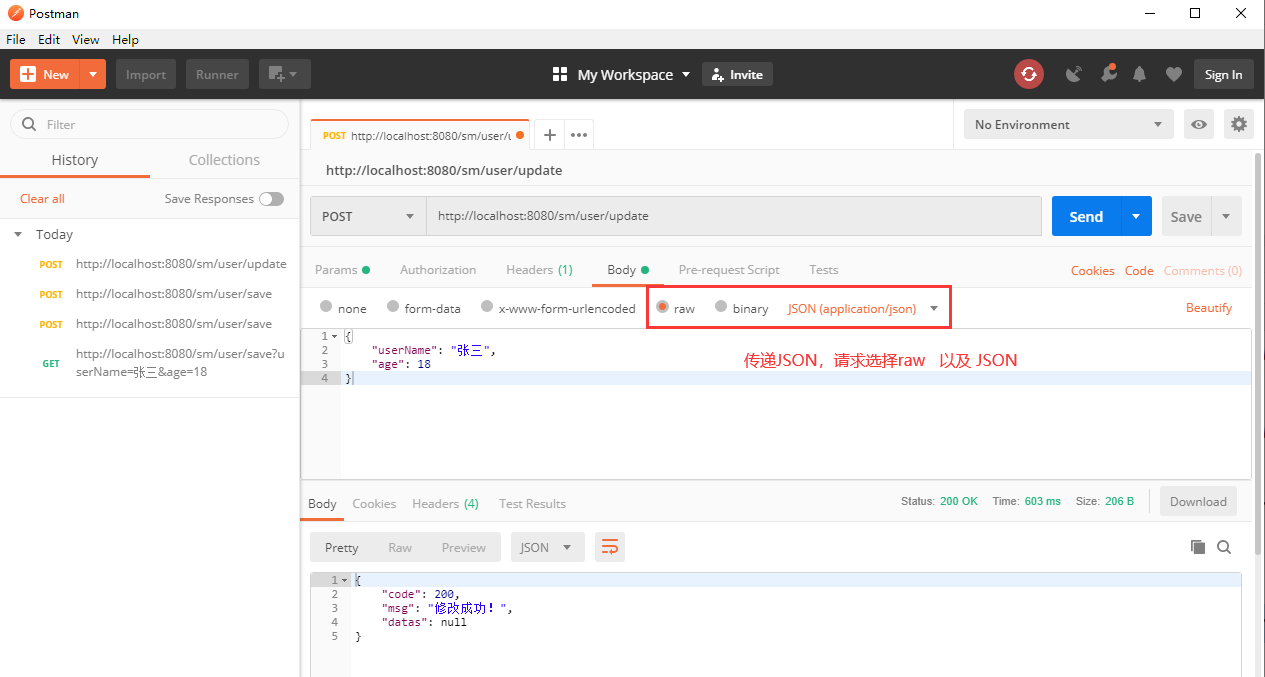 Postman
File Edit View Help
New Import Runner My Workspace Invite Sign In
Filter
History Collections
Clear all Save Responses
Today
POST http://localhost:8080/sm/user/update
POST http://localhost:8080/sm/user/save
POST http://localhost:8080/sm/user/save
GET http://localhost:8080/sm/user/save?u
serName=张三&age=18
POST http://localhost:8080/sm/user/u
No Environment
http://localhost:8080/sm/user/update
POST http://localhost:8080/sm/user/update Send Save
Params Authorization Headers (1) Body Pre-request Script Tests Cookies Code Comments (0)
none form-data x-www-form-urlencoded raw binary JSON (application/json) Beautify
1 {
2 "userName": "张三",
3 "age": 18
4 }
传递JSON，请求选择raw 以及 JSON
Body Cookies Headers (4) Test Results Status: 200 OK Time: 603 ms Size: 206 B Download
Pretty Raw Preview JSON
1 {
2 "code": 200,
3 "msg": "修改成功！",
4 "datas": null
5 }